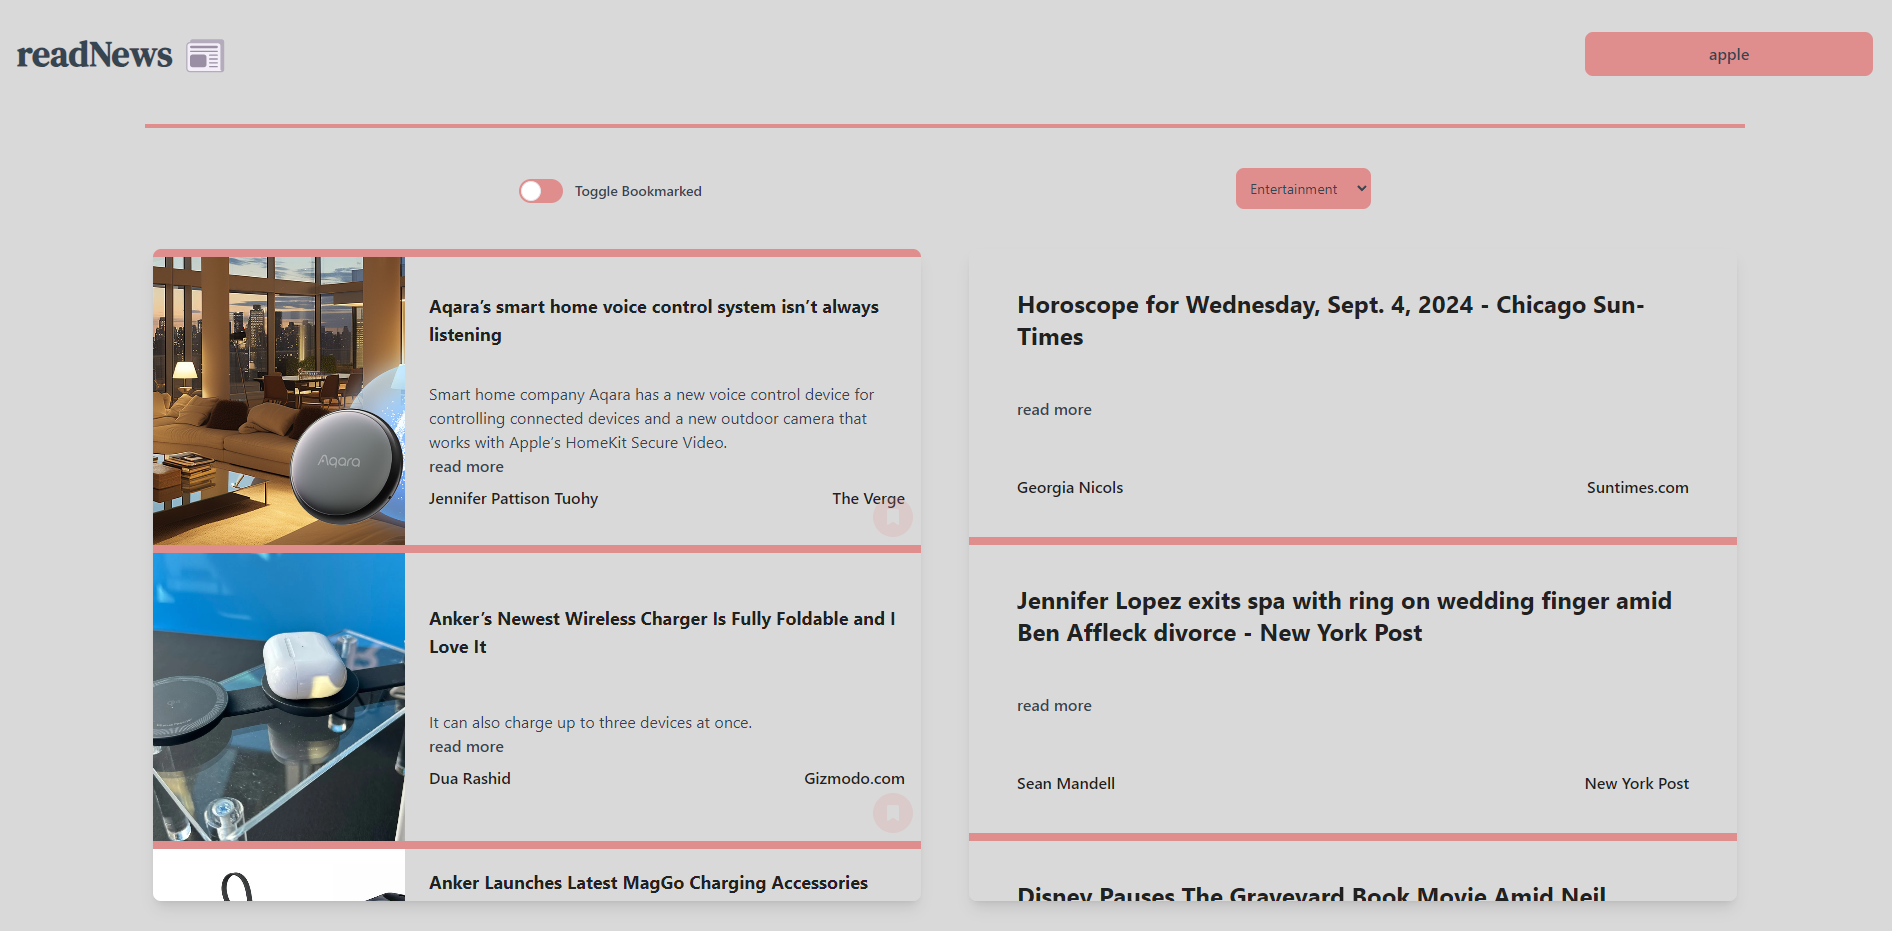 readNews
apple
Toggle Bookmarked
Entertainment
Aqara’s smart home voice control system isn’t always
listening
Smart home company Aqara has a new voice control device for
controlling connected devices and a new outdoor camera that
works with Apple’s HomeKit Secure Video.
read more
Jennifer Pattison Tuohy
The Verge
Aqara
Anker’s Newest Wireless Charger Is Fully Foldable and I
Love It
It can also charge up to three devices at once.
read more
Dua Rashid
Gizmodo.com
Anker Launches Latest MagGo Charging Accessories
Horoscope for Wednesday, Sept. 4, 2024 - Chicago Sun-
Times
read more
Georgia Nicols
Suntimes.com
Jennifer Lopez exits spa with ring on wedding finger amid
Ben Affleck divorce - New York Post
read more
Sean Mandell
New York Post
Disney Pauses The Graveyard Book Movie Amid Neil